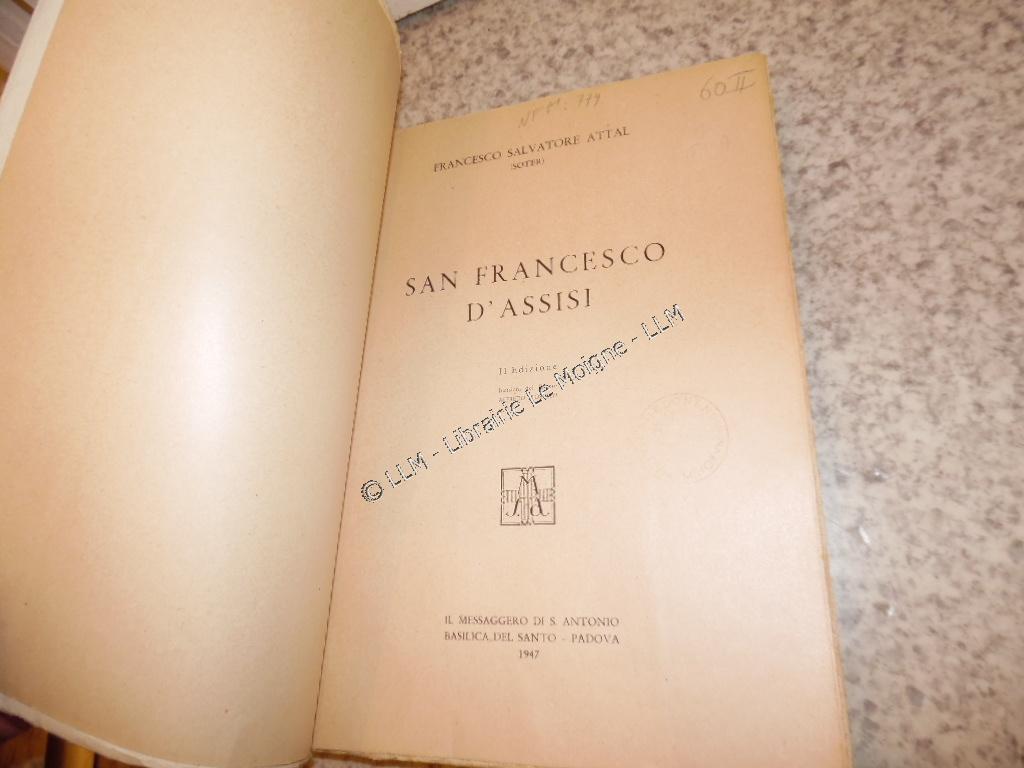 60 II
FRANCESCO SALVATORE ATTAL
(SOTER)
SAN FRANCESCO
D'ASSISI
II Edizione
© LLM - Librairie Le Moigne - LLM
IL MESSAGGERO DI S. ANTONIO
BASILICA DEL SANTO - PADOVA
1947